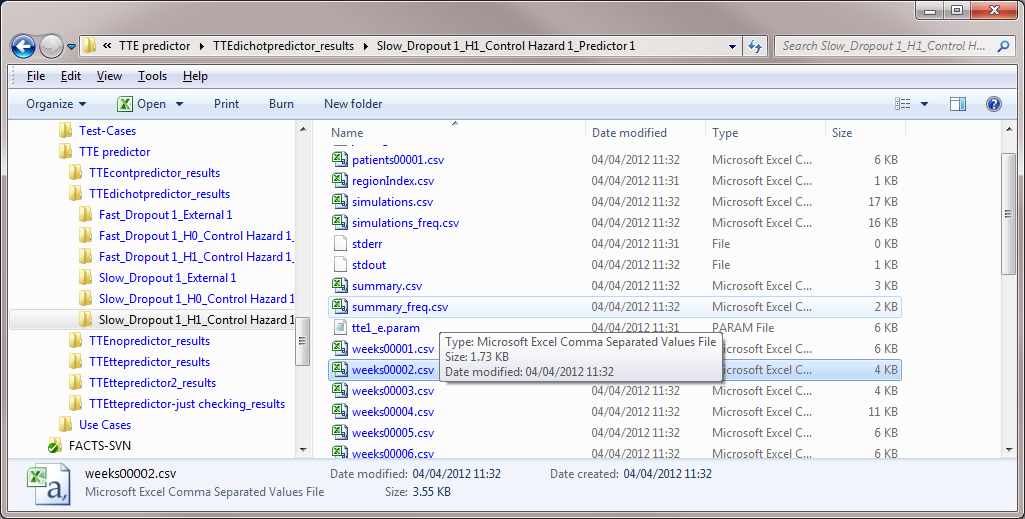 « TTE predictor ▸ TTEdichotpredictor_results ▸ Slow_Dropout 1_H1_Control Hazard 1_Predictor 1
Search Slow_Dropout 1_H1_Control H...
File Edit View Tools Help
Organize Open Print Burn New folder
Test-Cases
TTE predictor
TTEcontpredictor_results
TTEdichotpredictor_results
Fast_Dropout 1_External 1
Fast_Dropout 1_H0_Control Hazard 1_
Fast_Dropout 1_H1_Control Hazard 1_
Slow_Dropout 1_External 1
Slow_Dropout 1_H0_Control Hazard 1
Slow_Dropout 1_H1_Control Hazard 1
TTEnopredictor_results
TTEttepredictor_results
TTEttepredictor2_results
TTEttepredictor-just checking_results
Use Cases
FACTS-SVN
Name Date modified Type Size
patients00001.csv 04/04/2012 11:32 Microsoft Excel C... 6 KB
regionIndex.csv 04/04/2012 11:31 Microsoft Excel C... 1 KB
simulations.csv 04/04/2012 11:32 Microsoft Excel C... 17 KB
simulations_freq.csv 04/04/2012 11:32 Microsoft Excel C... 16 KB
stderr 04/04/2012 11:31 File 0 KB
stdout 04/04/2012 11:32 File 1 KB
summary.csv 04/04/2012 11:32 Microsoft Excel C... 3 KB
summary_freq.csv 04/04/2012 11:32 Microsoft Excel C... 2 KB
tte1_e.param 04/04/2012 11:31 PARAM File 6 KB
weeks00001.csv 6 KB
weeks00002.csv Microsoft Excel C... 4 KB
weeks00003.csv 04/04/2012 11:32 Microsoft Excel C... 4 KB
weeks00004.csv 04/04/2012 11:32 Microsoft Excel C... 11 KB
weeks00005.csv 04/04/2012 11:32 Microsoft Excel C... 6 KB
weeks00006.csv 04/04/2012 11:32 Microsoft Excel C... 6 KB
Type: Microsoft Excel Comma Separated Values File
Size: 1.73 KB
Date modified: 04/04/2012 11:32
weeks00002.csv Date modified: 04/04/2012 11:32 Date created: 04/04/2012 11:32
Microsoft Excel Comma Separated Values File Size: 3.55 KB